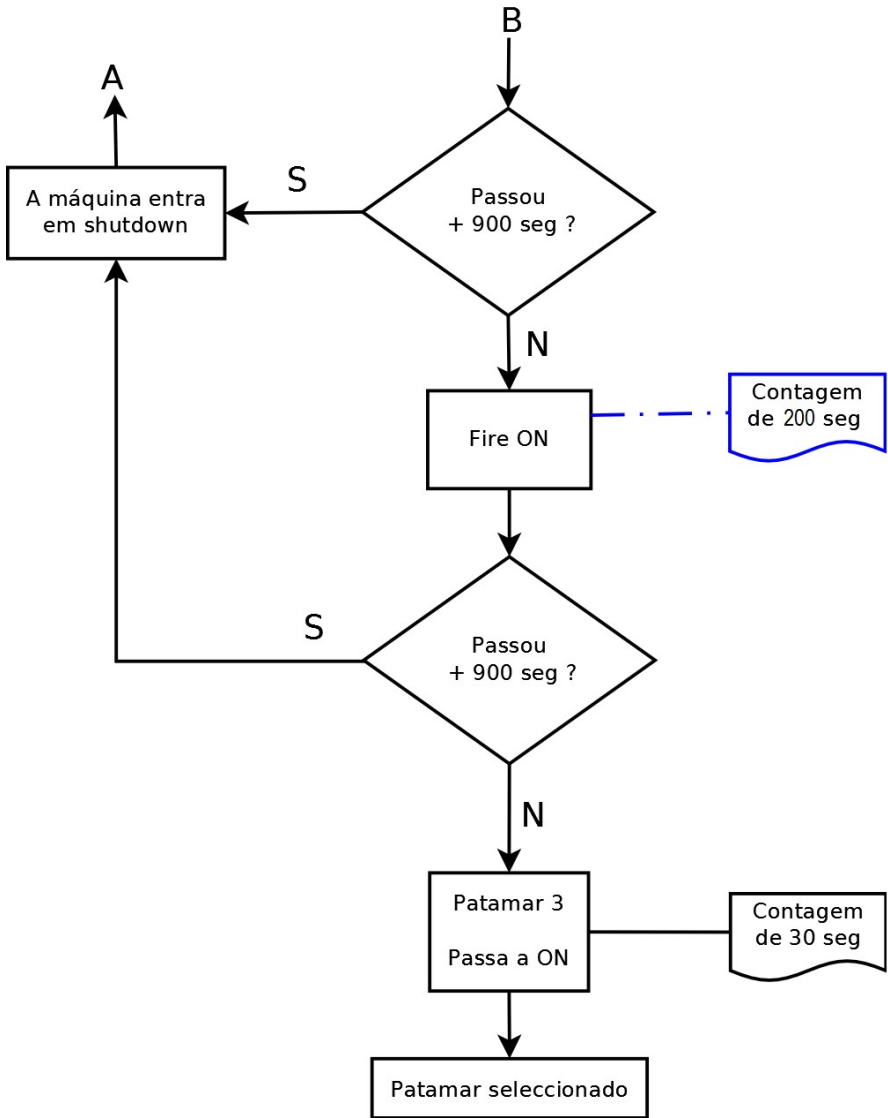 B
A
S
A máquina entra
em shutdown
Passou
+ 900 seg ?
N
Fire ON
Contagem
de 200 seg
S
Passou
+ 900 seg ?
N
Patamar 3
Passa a ON
Contagem
de 30 seg
Patamar seleccionado